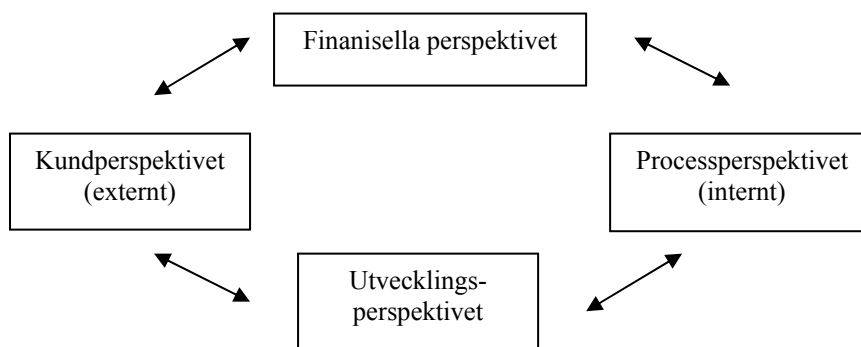 Finanisella perspektivet
Kundperspektivet
(externt)
Processperspektivet
(internt)
Utvecklings-
perspektivet